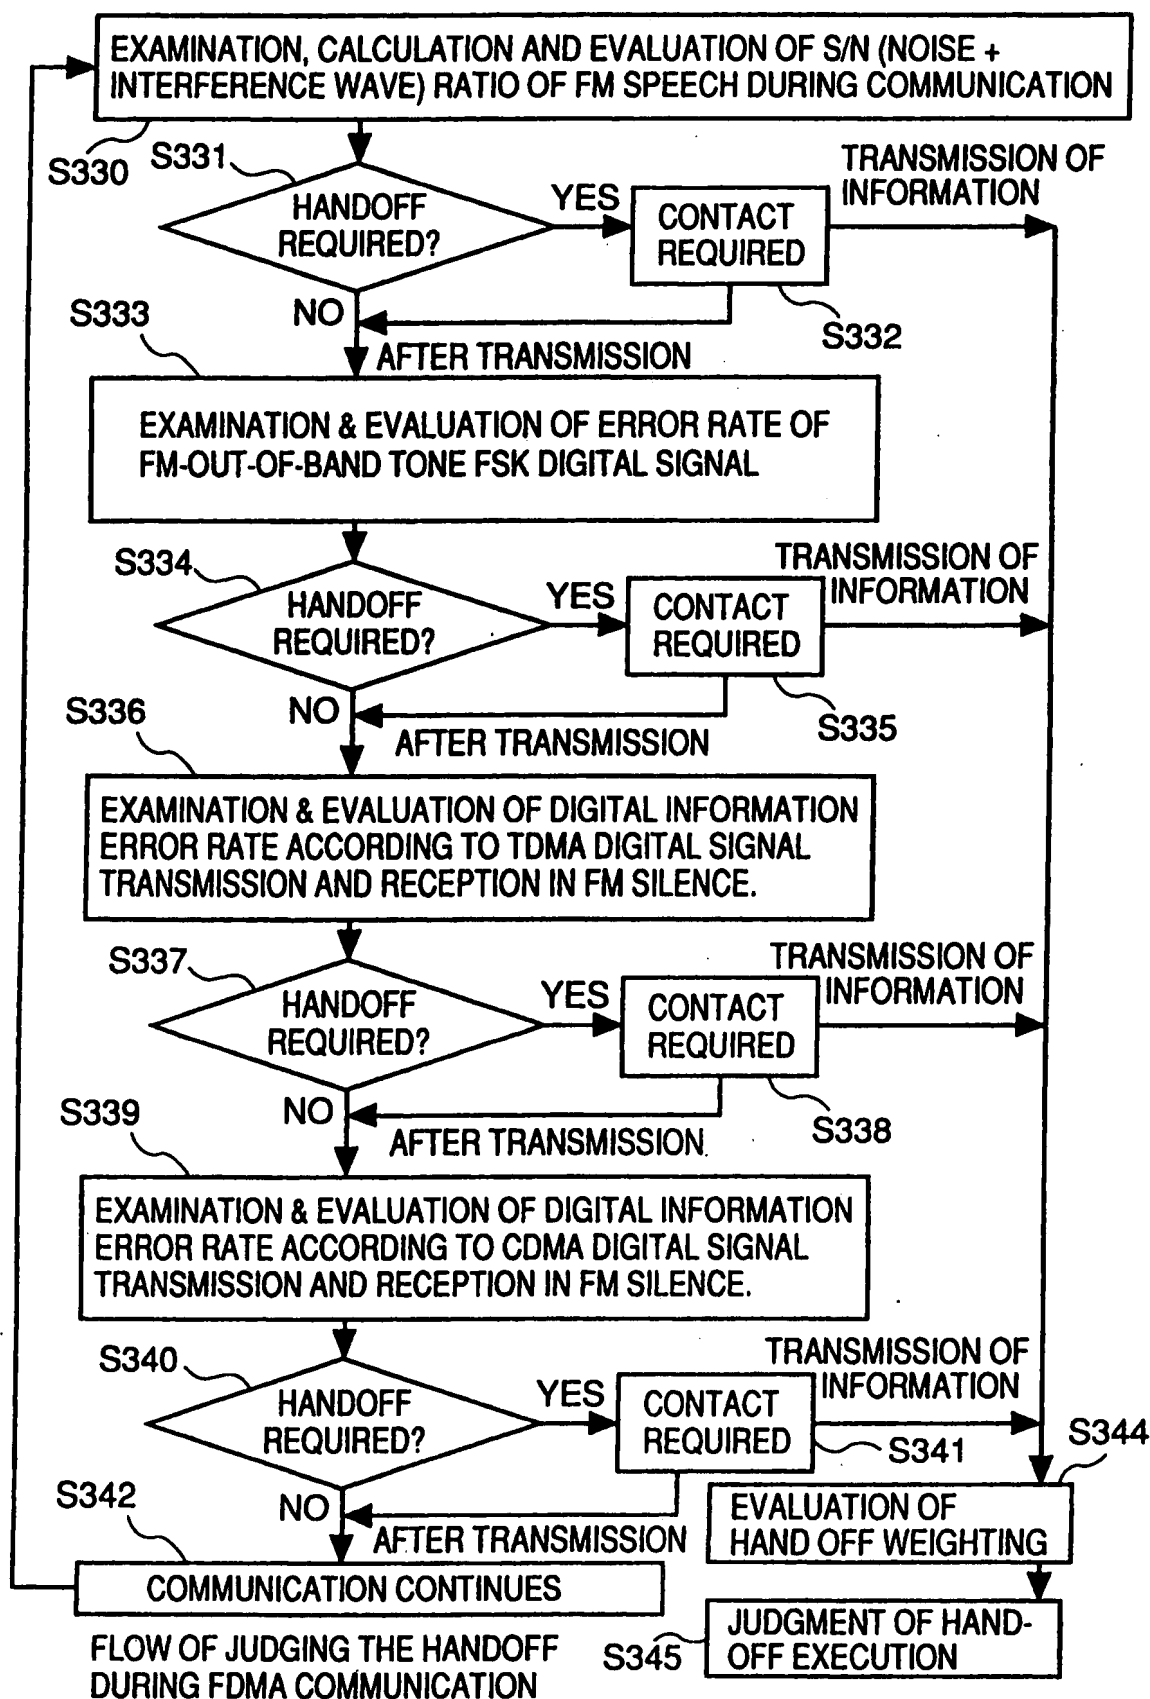 EXAMINATION, CALCULATION AND EVALUATION OF S/N (NOISE +
INTERFERENCE WAVE) RATIO OF FM SPEECH DURING COMMUNICATION
S330
S331
HANDOFF
REQUIRED?
YES
CONTACT
REQUIRED
TRANSMISSION OF
INFORMATION
S332
NO
AFTER TRANSMISSION
S333
EXAMINATION & EVALUATION OF ERROR RATE OF
FM-OUT-OF-BAND TONE FSK DIGITAL SIGNAL
S334
HANDOFF
REQUIRED?
YES
CONTACT
REQUIRED
TRANSMISSION OF
INFORMATION
S335
NO
AFTER TRANSMISSION
S336
EXAMINATION & EVALUATION OF DIGITAL INFORMATION
ERROR RATE ACCORDING TO TDMA DIGITAL SIGNAL
TRANSMISSION AND RECEPTION IN FM SILENCE.
S337
HANDOFF
REQUIRED?
YES
CONTACT
REQUIRED
TRANSMISSION OF
INFORMATION
S338
NO
AFTER TRANSMISSION
S339
EXAMINATION & EVALUATION OF DIGITAL INFORMATION
ERROR RATE ACCORDING TO CDMA DIGITAL SIGNAL
TRANSMISSION AND RECEPTION IN FM SILENCE.
S340
HANDOFF
REQUIRED?
YES
CONTACT
REQUIRED
TRANSMISSION OF
INFORMATION
S341
NO
AFTER TRANSMISSION
S342
COMMUNICATION CONTINUES
S344
EVALUATION OF
HAND OFF WEIGHTING
S345
JUDGMENT OF HAND-
OFF EXECUTION
FLOW OF JUDGING THE HANDOFF
DURING FDMA COMMUNICATION